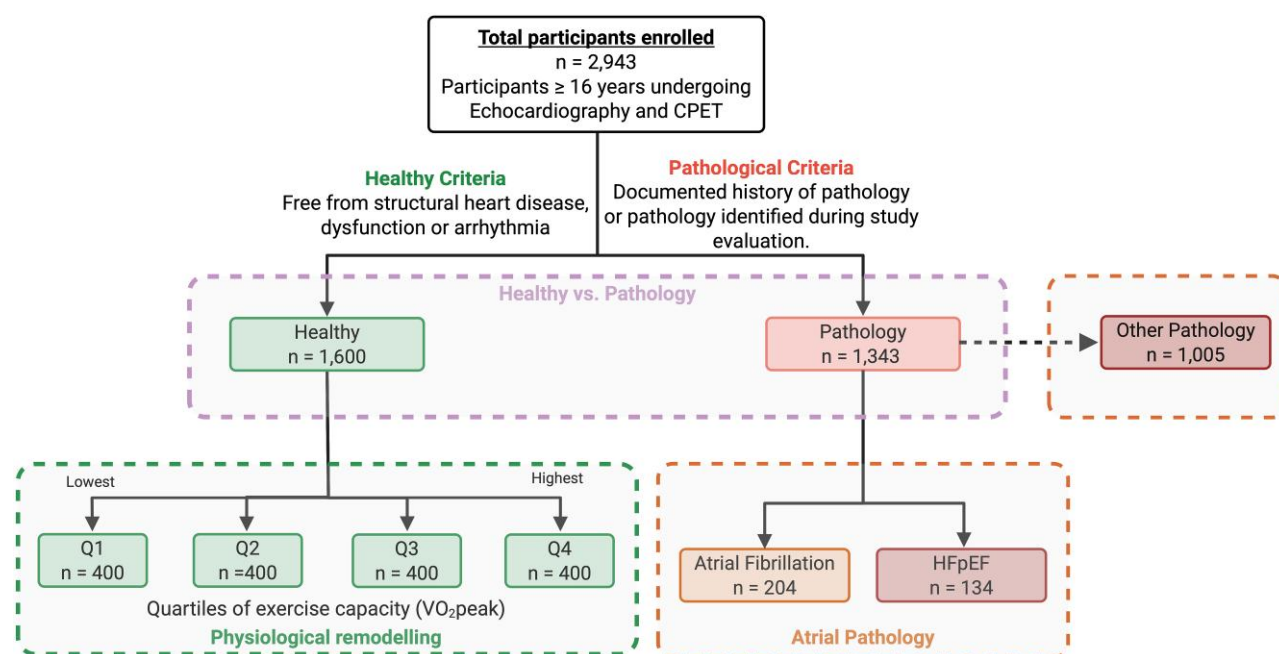 Total participants enrolled
n = 2,943
Participants ≥ 16 years undergoing
Echocardiography and CPET
Healthy Criteria
Free from structural heart disease,
dysfunction or arrhythmia
Pathological Criteria
Documented history of pathology
or pathology identified during study
evaluation.
Healthy vs. Pathology
Healthy
n = 1,600
Pathology
n = 1,343
Other Pathology
n = 1,005
Lowest
Highest
Q1
n = 400
Q2
n =400
Q3
n = 400
Q4
n = 400
Quartiles of exercise capacity (VO₂peak)
Physiological remodelling
Atrial Fibrillation
n = 204
HFpEF
n = 134
Atrial Pathology